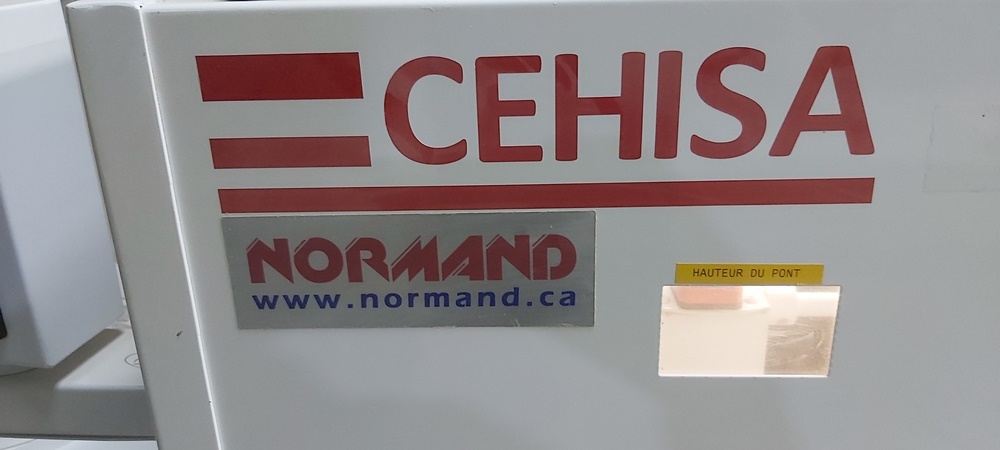 CEHISA
NORMAND
www.normand.ca
HAUTEUR DU PONT